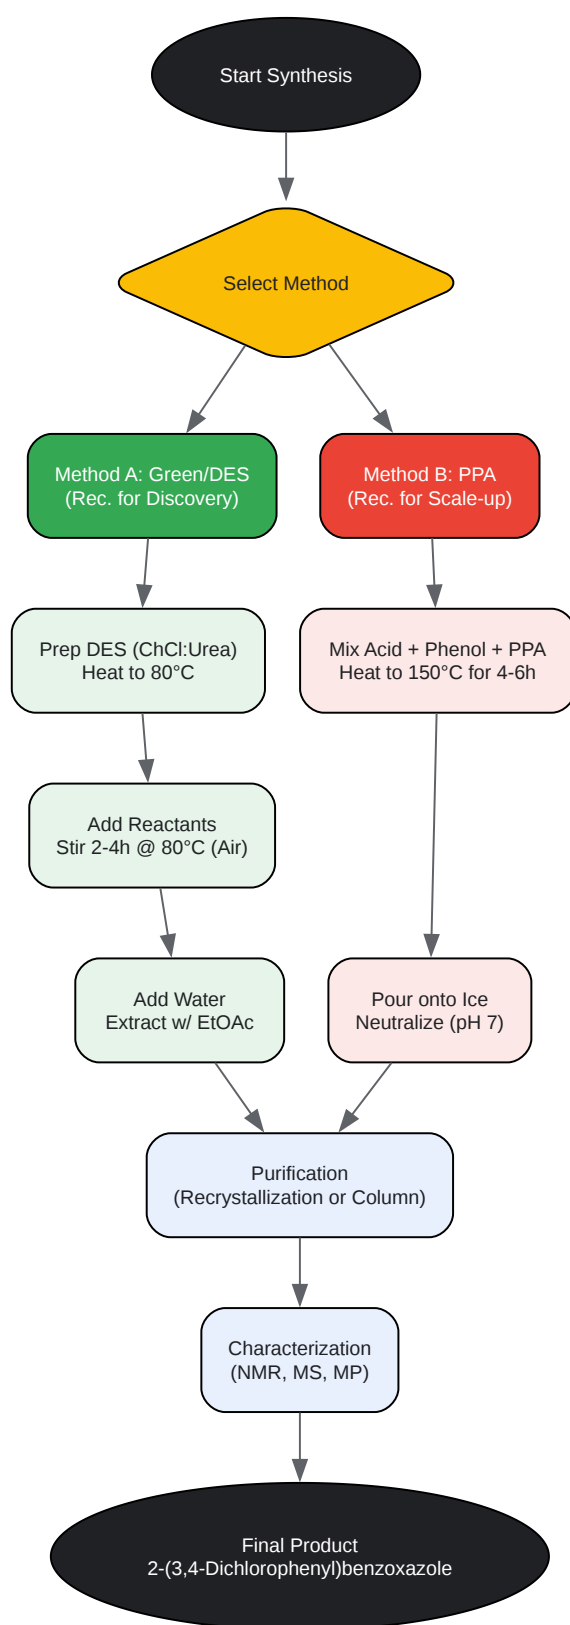 Start Synthesis
Select Method
Method A: Green/DES
(Rec. for Discovery)
Method B: PPA
(Rec. for Scale-up)
Prep DES (ChCl:Urea)
Heat to 80°C
Mix Acid + Phenol + PPA
Heat to 150°C for 4-6h
Add Reactants
Stir 2-4h @ 80°C (Air)
Add Water
Extract w/ EtOAc
Pour onto Ice
Neutralize (pH 7)
Purification
(Recrystallization or Column)
Characterization
(NMR, MS, MP)
Final Product
2-(3,4-Dichlorophenyl)benzoxazole